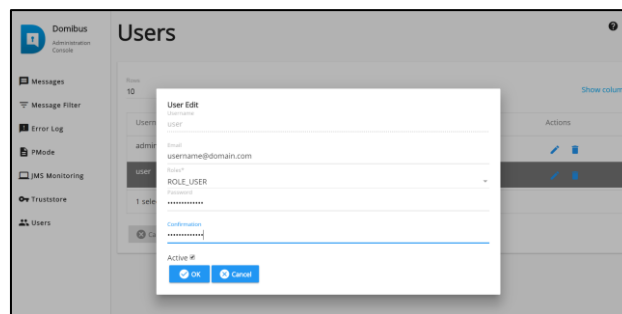 Domibus
Administration
Console
Users
Messages
Message Filter
Error Log
PMode
JMS Monitoring
Truststore
Users
Rows
10
Show colum
Usern
Actions
admin
user
1 sele
Ca
User Edit
Username
user
Email
username@domain.com
Roles*
ROLE_USER
Password
•••••••••••••
Confirmation
•••••••••••••
Active
OK
Cancel